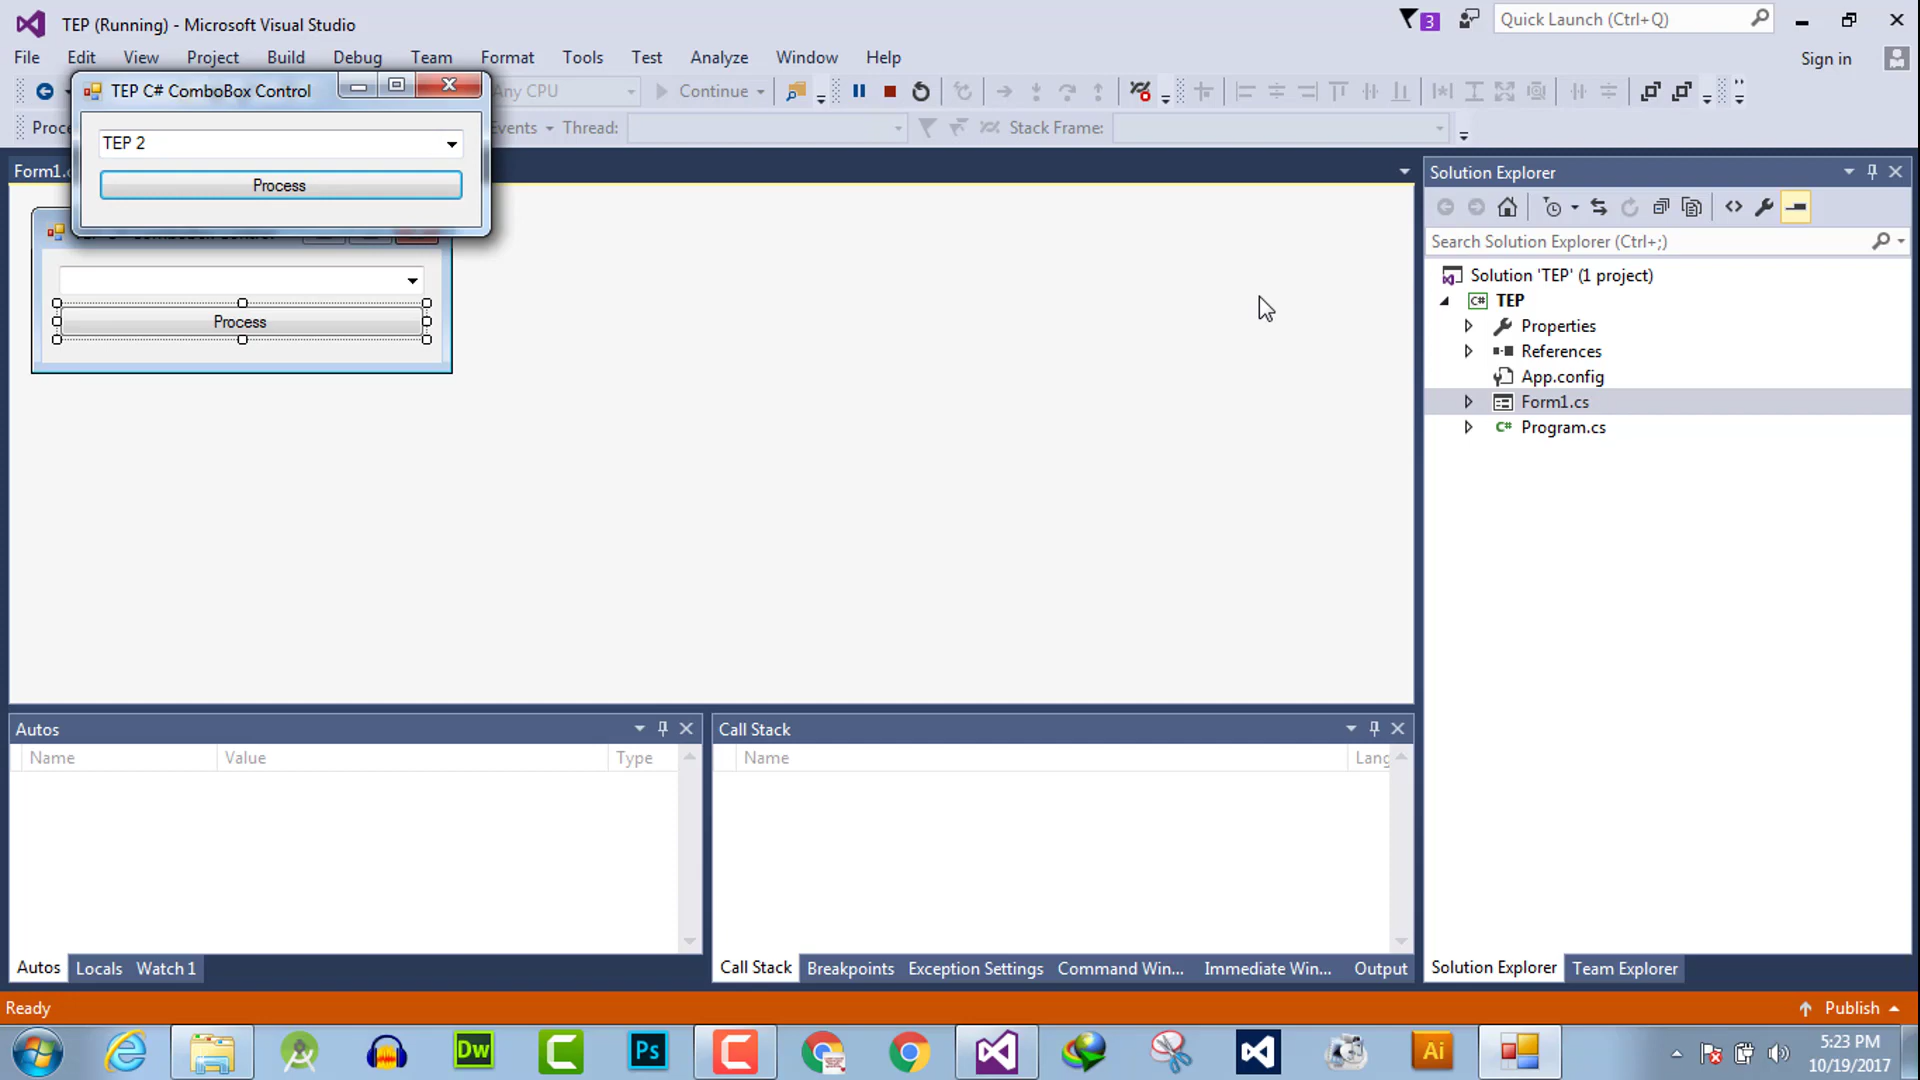 TEP (Running) - Microsoft Visual Studio
3
Quick Launch (Ctrl+Q)
File Edit View Project Build Debug Team Format Tools Test Analyze Window Help
Sign in
TEP C# ComboBox Control
Any CPU
Continue
Events
Thread:
Stack Frame:
TEP 2
Process
Form1.
Process
Solution Explorer
Search Solution Explorer (Ctrl+;)
Solution 'TEP' (1 project)
C# TEP
Properties
References
App.config
Form1.cs
C# Program.cs
Autos
Name Value Type
Call Stack
Name Lang
Autos Locals Watch 1
Call Stack Breakpoints Exception Settings Command Win... Immediate Win... Output
Solution Explorer Team Explorer
Ready
Publish
Dw
Ps
Ai
5:23 PM
10/19/2017